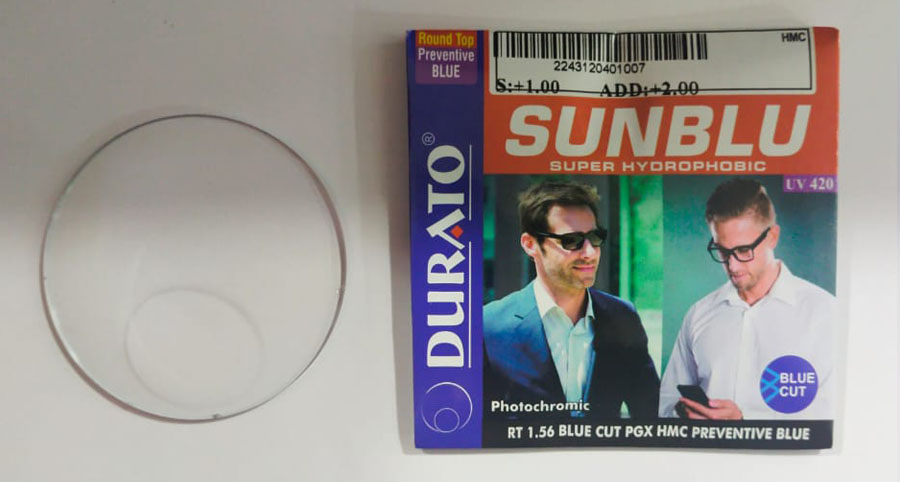 Round Top
Preventive
BLUE
DURATO®
HMC
2243120401007
S:+1.00 ADD:+2.00
SUNBLU
SUPER HYDROPHOBIC
UV 420
BLUE
CUT
Photochromic
RT 1.56 BLUE CUT PGX HMC PREVENTIVE BLUE